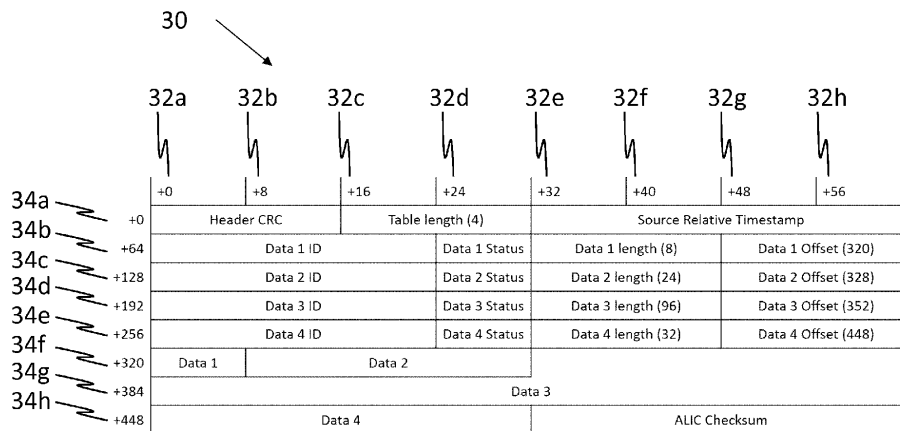 30
32a 32b 32c 32d 32e 32f 32g 32h
+0 +8 +16 +24 +32 +40 +48 +56
34a
+0 Header CRC Table length (4) Source Relative Timestamp
34b
+64 Data 1 ID Data 1 Status Data 1 length (8) Data 1 Offset (320)
34c
+128 Data 2 ID Data 2 Status Data 2 length (24) Data 2 Offset (328)
34d
+192 Data 3 ID Data 3 Status Data 3 length (96) Data 3 Offset (352)
34e
+256 Data 4 ID Data 4 Status Data 4 length (32) Data 4 Offset (448)
34f
+320 Data 1 Data 2
34g
+384 Data 3
34h
+448 Data 4 ALIC Checksum